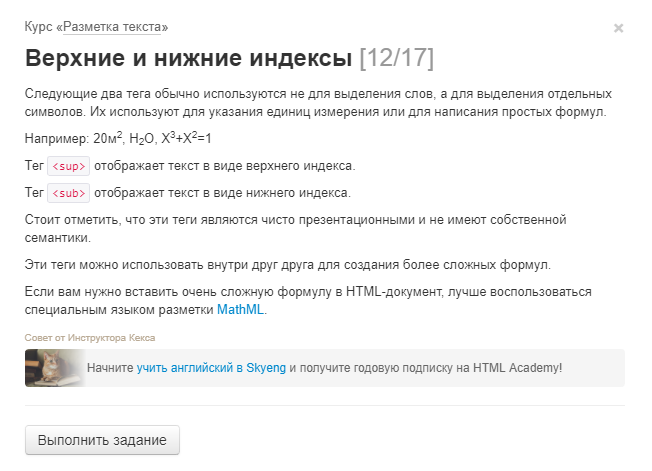 Курс «Разметка текста»
×
Верхние и нижние индексы [12/17]
Следующие два тега обычно используются не для выделения слов, а для выделения отдельных
символов. Их используют для указания единиц измерения или для написания простых формул.
Например: 20м², H₂O, X³+X²=1
Тег <sup> отображает текст в виде верхнего индекса.
Тег <sub> отображает текст в виде нижнего индекса.
Стоит отметить, что эти теги являются чисто презентационными и не имеют собственной
семантики.
Эти теги можно использовать внутри друг друга для создания более сложных формул.
Если вам нужно вставить очень сложную формулу в HTML-документ, лучше воспользоваться
специальным языком разметки MathML.
Совет от Инструктора Кекса
Начните учить английский в Skyeng и получите годовую подписку на HTML Academy!
Выполнить задание